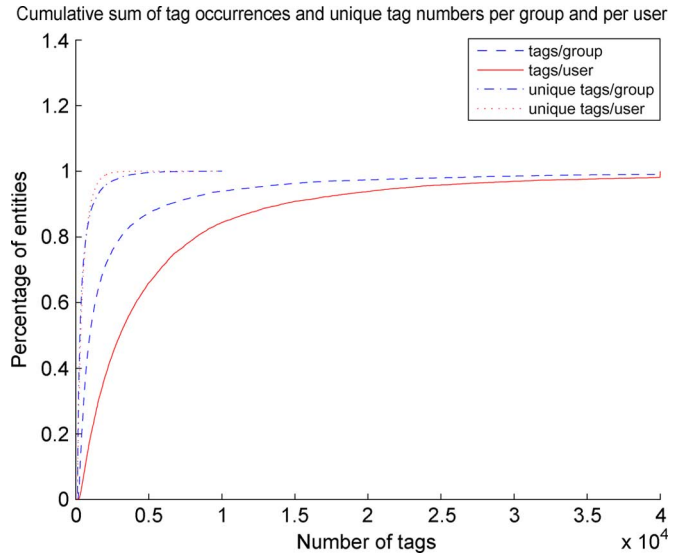 Cumulative sum of tag occurrences and unique tag numbers per group and per user
1.4
1.2
1
0.8
0.6
0.4
0.2
0
Percentage of entities
tags/group
tags/user
unique tags/group
unique tags/user
0 0.5 1 1.5 2 2.5 3 3.5 4
x 10^4
Number of tags